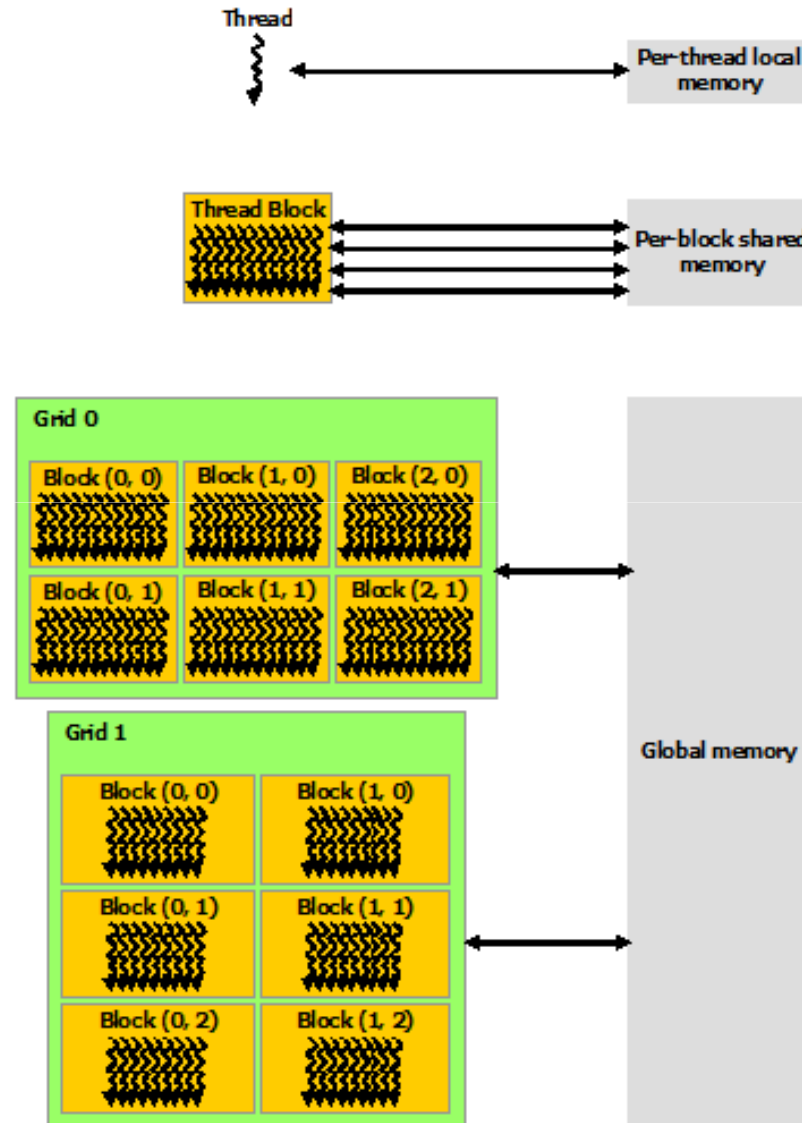 Thread
Per-thread local
memory
Thread Block
Per-block shared
memory
Grid 0
Block (0, 0) Block (1, 0) Block (2, 0)
Block (0, 1) Block (1, 1) Block (2, 1)
Grid 1
Global memory
Block (0, 0) Block (1, 0)
Block (0, 1) Block (1, 1)
Block (0, 2) Block (1, 2)